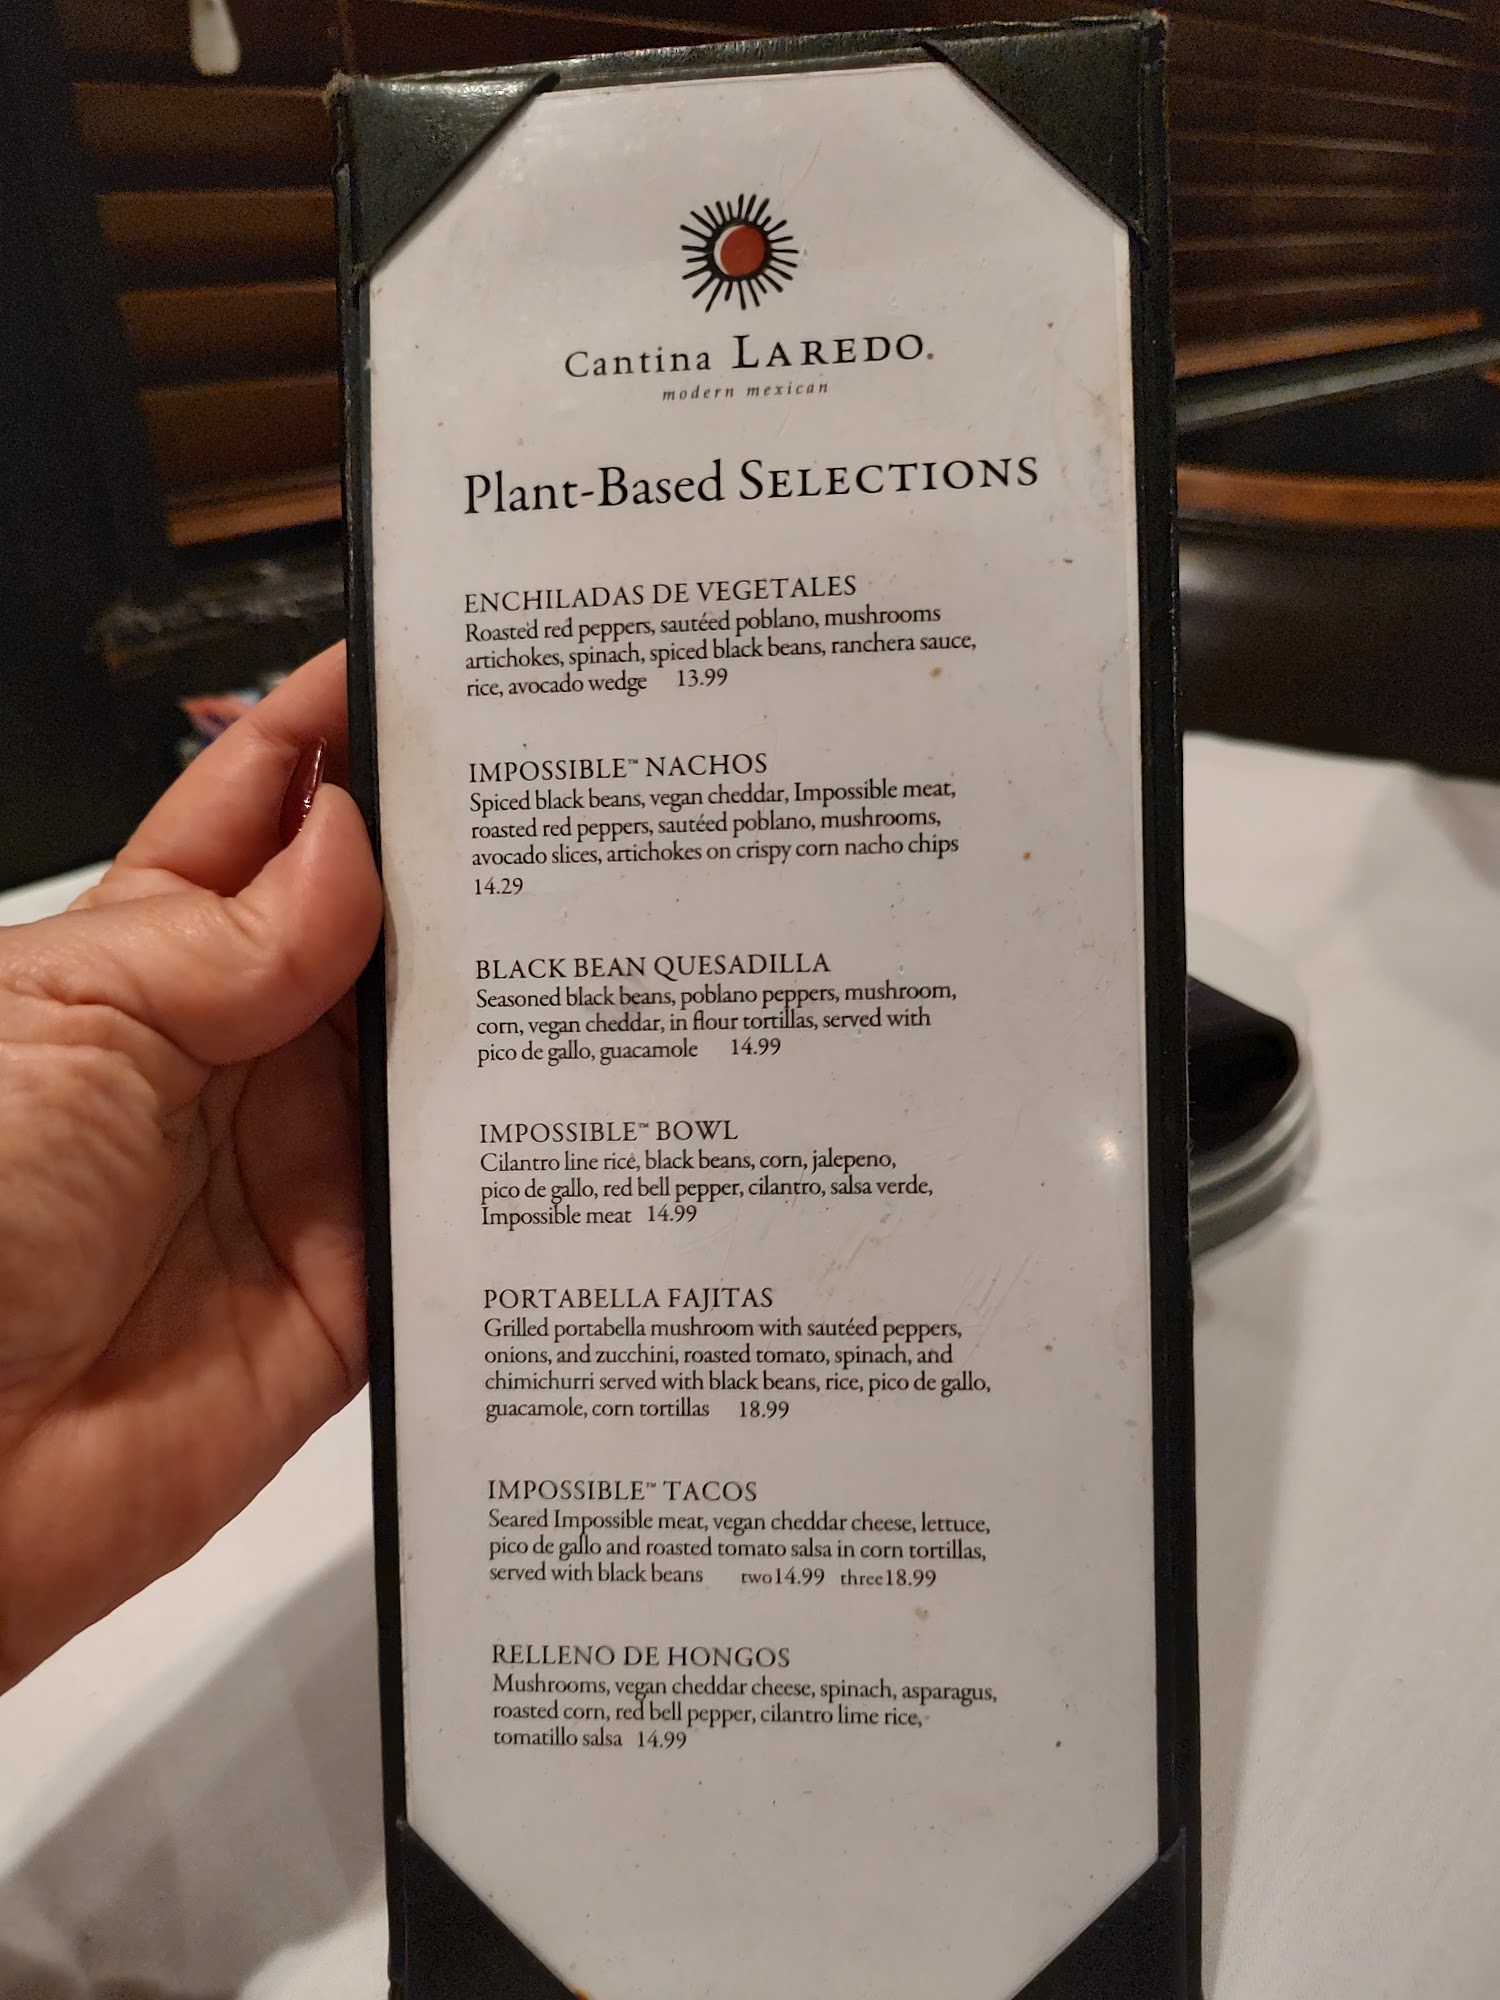 Cantina LAREDO.
modern mexican
Plant-Based SELECTIONS
ENCHILADAS DE VEGETALES
Roasted red peppers, sautéed poblano, mushrooms
artichokes, spinach, spiced black beans, ranchera sauce,
rice, avocado wedge 13.99
IMPOSSIBLE™ NACHOS
Spiced black beans, vegan cheddar, Impossible meat,
roasted red peppers, sautéed poblano, mushrooms,
avocado slices, artichokes on crispy corn nacho chips
14.29
BLACK BEAN QUESADILLA
Seasoned black beans, poblano peppers, mushroom,
corn, vegan cheddar, in flour tortillas, served with
pico de gallo, guacamole 14.99
IMPOSSIBLE™ BOWL
Cilantro line rice, black beans, corn, jalepeno,
pico de gallo, red bell pepper, cilantro, salsa verde,
Impossible meat 14.99
PORTABELLA FAJITAS
Grilled portabella mushroom with sautéed peppers,
onions, and zucchini, roasted tomato, spinach, and
chimichurri served with black beans, rice, pico de gallo,
guacamole, corn tortillas 18.99
IMPOSSIBLE™ TACOS
Seared Impossible meat, vegan cheddar cheese, lettuce,
pico de gallo and roasted tomato salsa in corn tortillas,
served with black beans two 14.99 three 18.99
RELLENO DE HONGOS
Mushrooms, vegan cheddar cheese, spinach, asparagus,
roasted corn, red bell pepper, cilantro lime rice,
tomatillo salsa 14.99